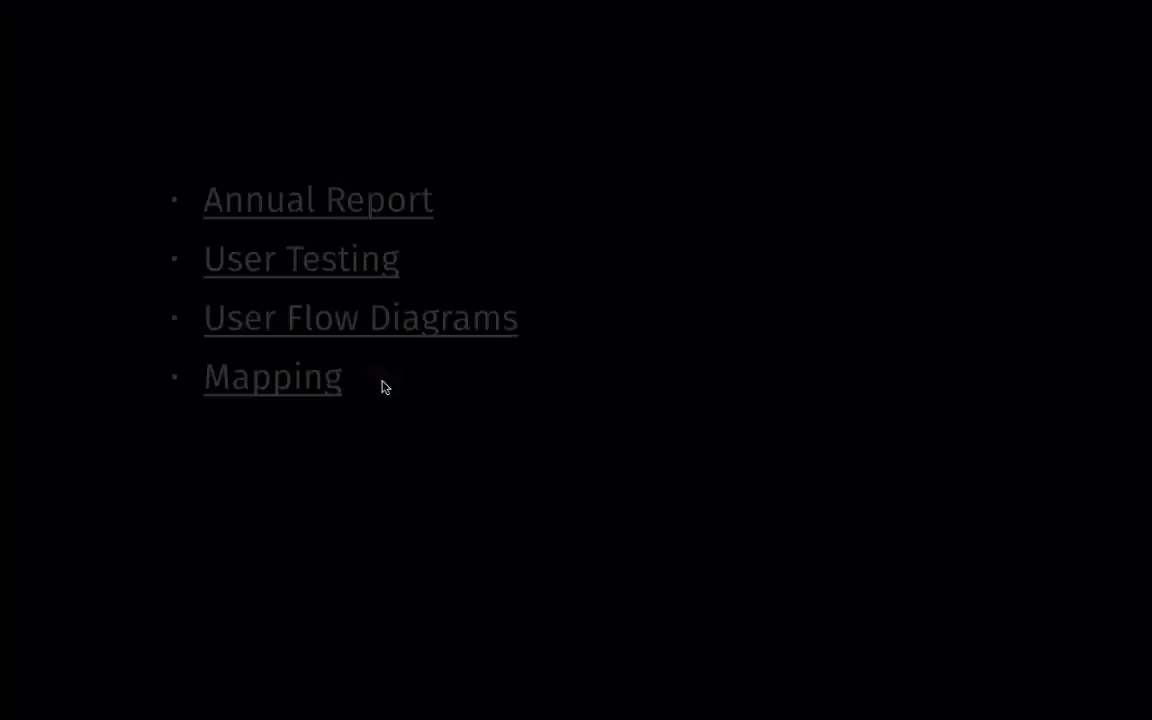 · Annual Report
· User Testing
· User Flow Diagrams
· Mapping